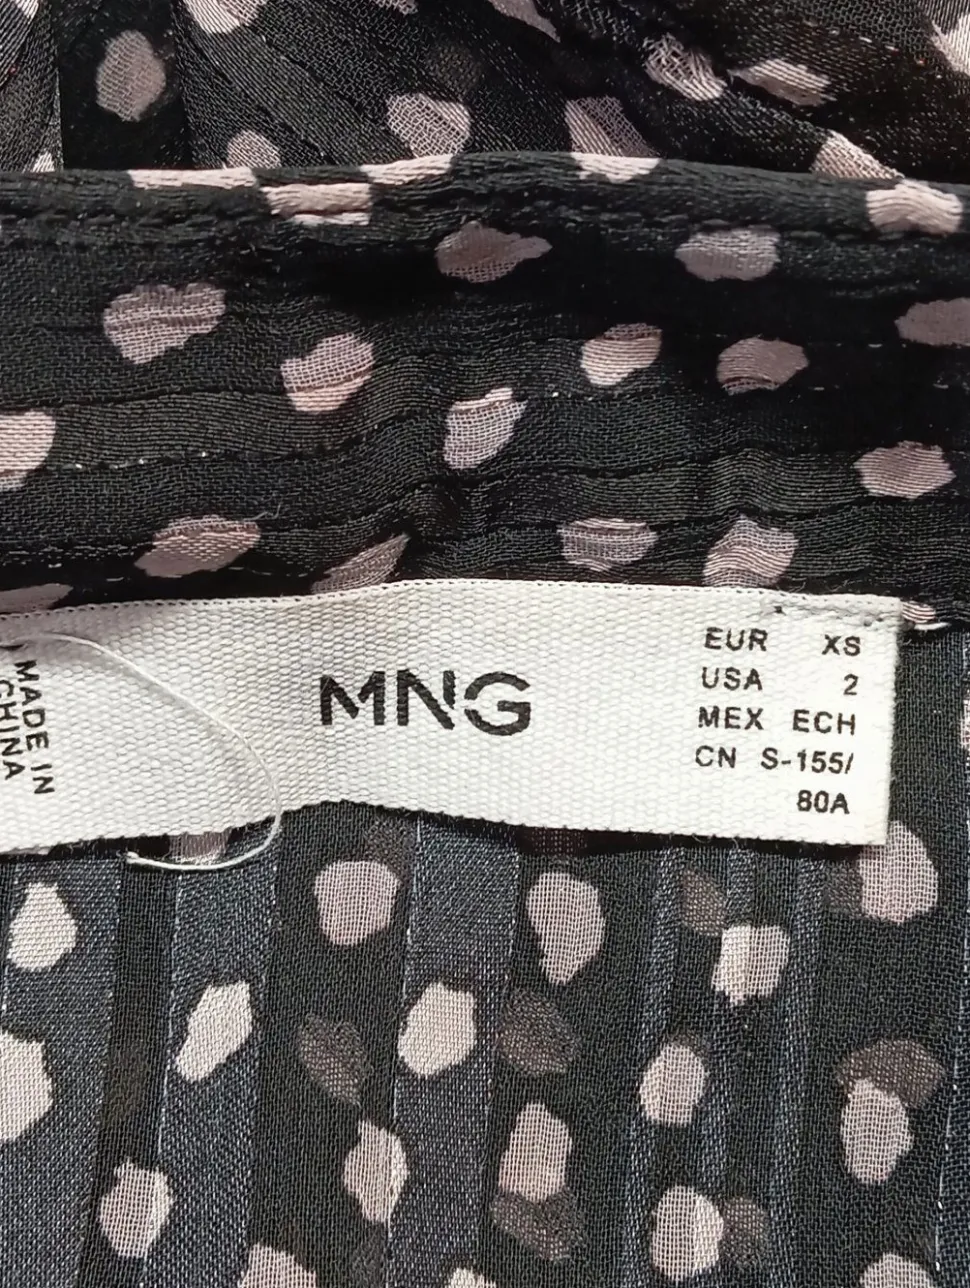 MADE IN
CHINA
MNG
EUR XS
USA 2
MEX ECH
CN S-155/
80A